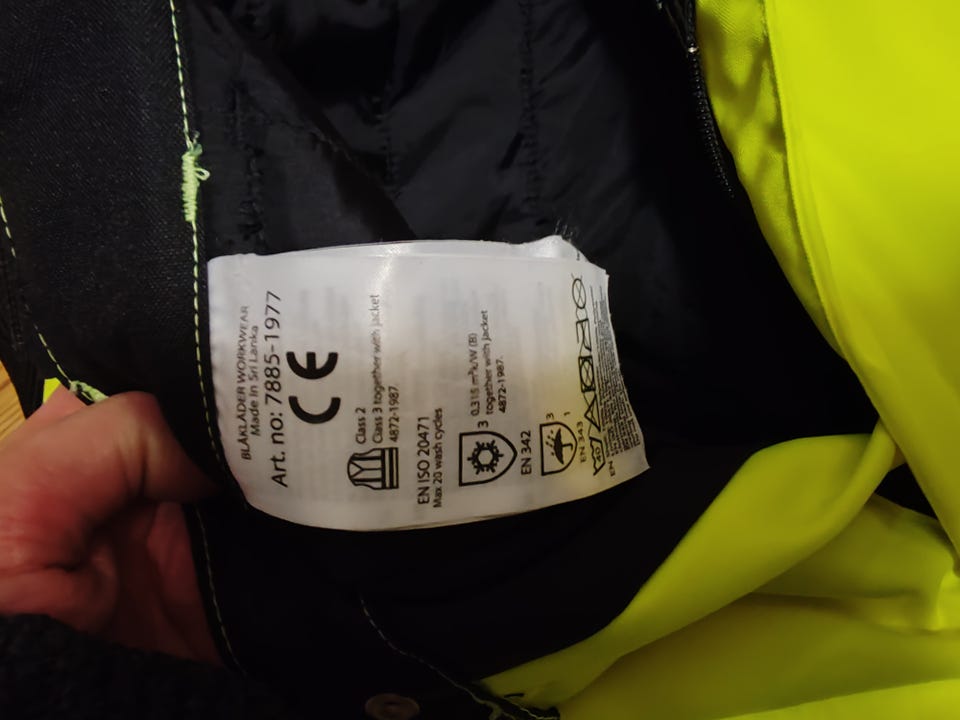 BLÅKLÄDER WORKWEAR
Made in Sri Lanka
Art. no: 7885-1977
CE
Class 2
Class 3 together with jacket
4872-1987.
EN ISO 20471
Max 20 wash cycles
0.315 m²k/W (B)
3 together with jacket
4872-1987.
EN 342
3
1
EN 343
40